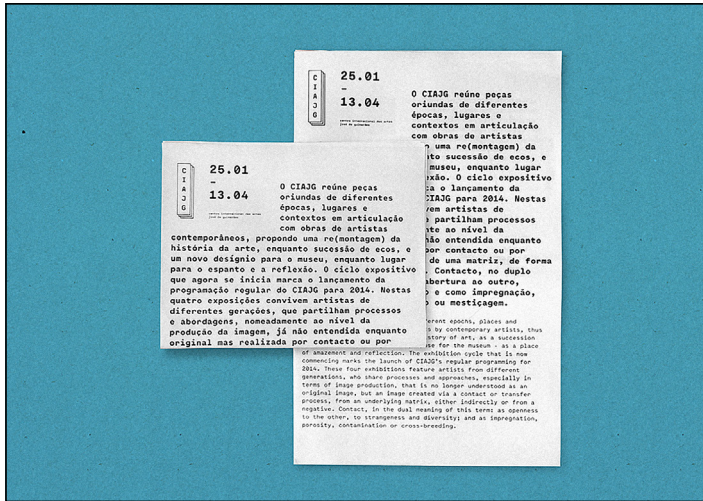 CIAJG
25.01
–
13.04
O CIAJG reúne peças
oriundas de diferentes
épocas, lugares e
contextos em articulação
com obras de artistas
uma re(montagem) da
sucessão de ecos, e
museu, enquanto lugar
O ciclo expositivo
o lançamento da
CIAJG para 2014. Nestas
artistas de
partilham processos
ao nível da
não entendida enquanto
por contacto ou por
de uma matriz, de forma
Contacto, no duplo
abertura ao outro,
e como impregnação,
ou mestiçagem.
epochs, places and
by contemporary artists, thus
of art, as a succession
for the museum - as a place
of amazement and reflection. The exhibition cycle that is now
commencing marks the launch of CIAJG's regular programming for
2014. These four exhibitions feature artists from different
generations, who share processes and approaches, especially in
terms of image production, that is no longer understood as an
original image, but an image created via a contact or transfer
process, from an underlying matrix, either indirectly or from a
negative. Contact, in the dual meaning of this term: as openness
to the other, to strangeness and diversity; and as impregnation,
porosity, contamination or cross-breeding.
CIAJG
25.01
–
13.04
O CIAJG reúne peças
oriundas de diferentes
épocas, lugares e
contextos em articulação
com obras de artistas
contemporâneos, propondo uma re(montagem) da
história da arte, enquanto sucessão de ecos, e
um novo desígnio para o museu, enquanto lugar
para o espanto e a reflexão. O ciclo expositivo
que agora se inicia marca o lançamento da
programação regular do CIAJG para 2014. Nestas
quatro exposições convivem artistas de
diferentes gerações, que partilham processos
e abordagens, nomeadamente ao nível da
produção da imagem, já não entendida enquanto
original mas realizada por contacto ou por